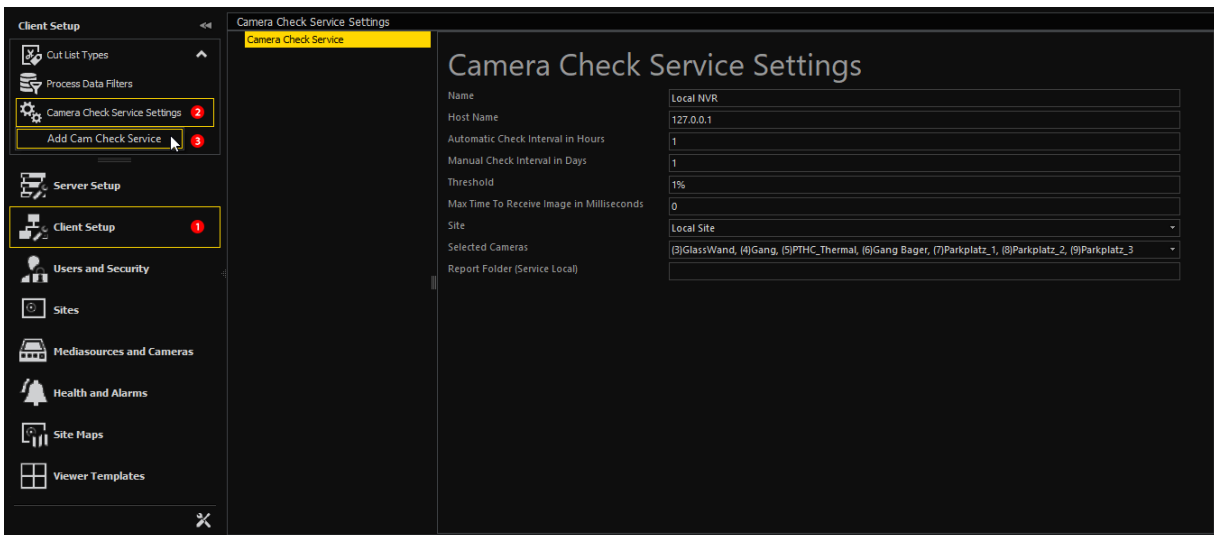 Client Setup
Cut List Types
Process Data Filters
Camera Check Service Settings 2
Add Cam Check Service 3
Server Setup
Client Setup 1
Users and Security
Sites
Mediasources and Cameras
Health and Alarms
Site Maps
Viewer Templates
Camera Check Service Settings
Camera Check Service
Camera Check Service Settings
Name Local NVR
Host Name 127.0.0.1
Automatic Check Interval in Hours 1
Manual Check Interval in Days 1
Threshold 1%
Max Time To Receive Image in Milliseconds 0
Site Local Site
Selected Cameras (3)GlassWand, (4)Gang, (5)PTHC_Thermal, (6)Gang Bager, (7)Parkplatz_1, (8)Parkplatz_2, (9)Parkplatz_3
Report Folder (Service Local)